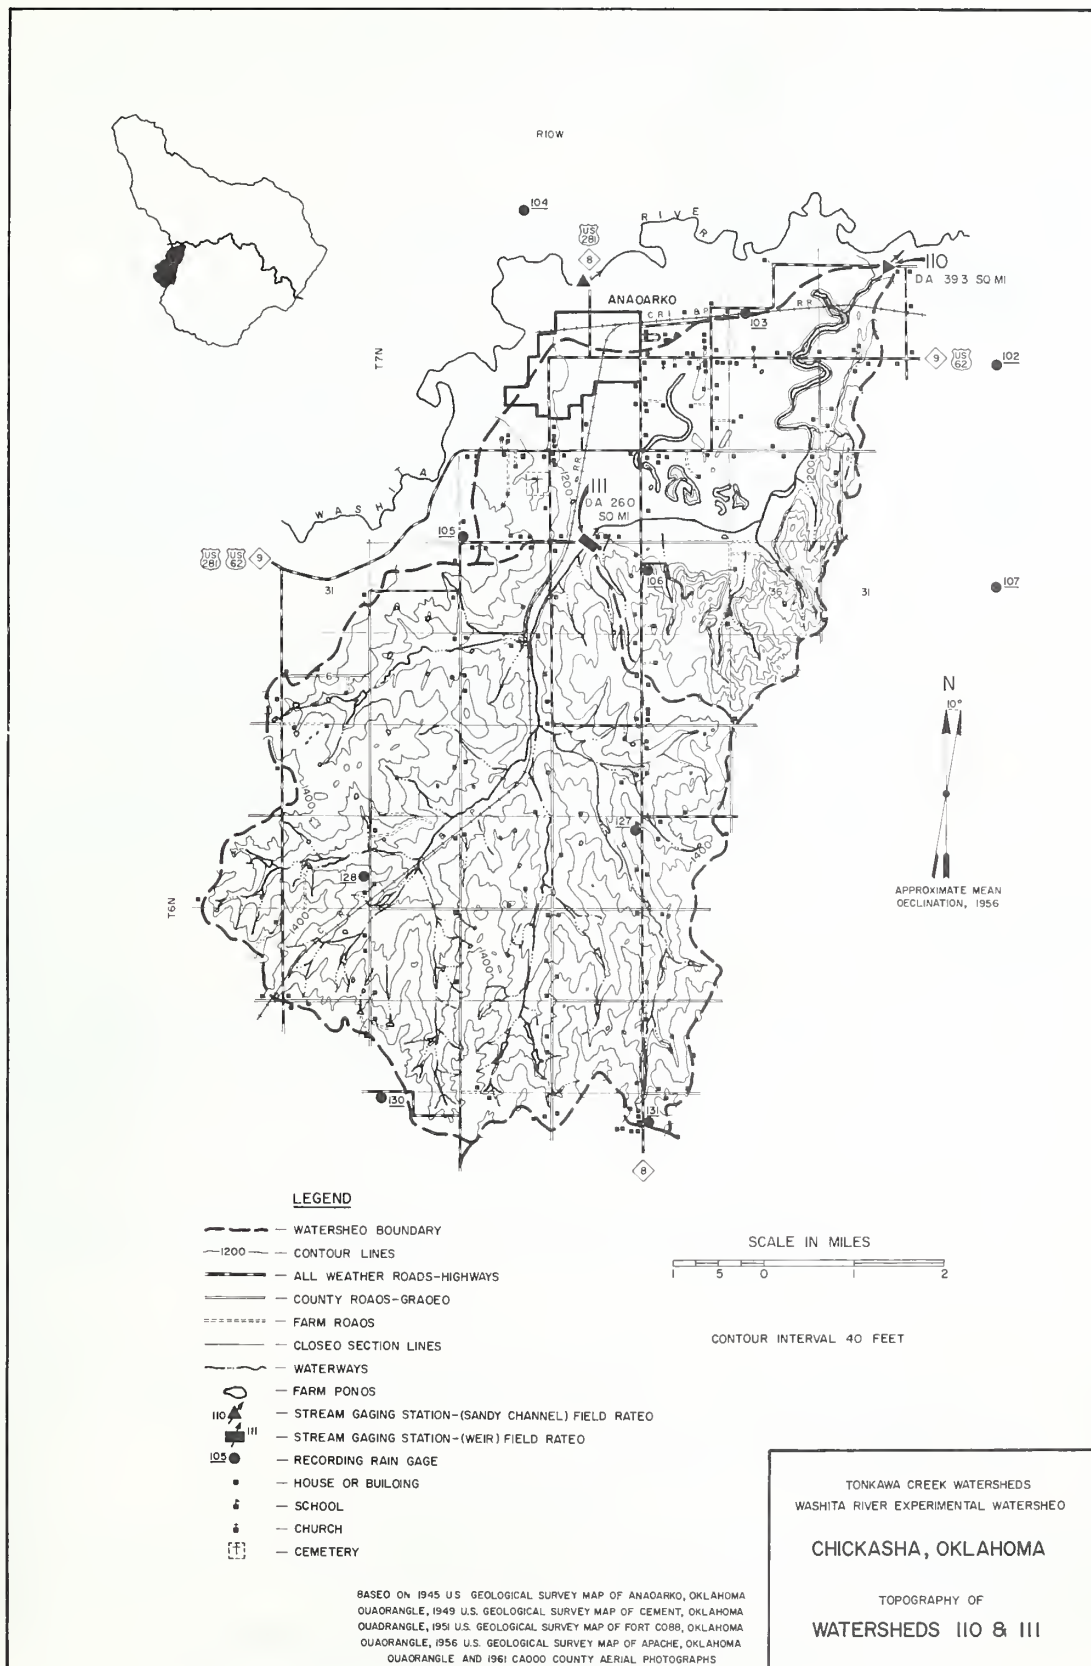 R10W
104
US
281
8
RIVER
110
DA 393 SQ MI
ANADARKO
C R I & P
RR
103
9
US
62
102
T7N
1200
RR
111
DA 260
SQ MI
1200
WASHITA
105
US
281
US
62
9
31
106
36
31
107
6
N
10°
1400
127
1400
128
T6N
1400
1400
APPROXIMATE MEAN
DECLINATION, 1956
130
131
8
LEGEND
— WATERSHED BOUNDARY
1200 — CONTOUR LINES
— ALL WEATHER ROADS-HIGHWAYS
— COUNTY ROADS-GRADED
— FARM ROADS
— CLOSED SECTION LINES
— WATERWAYS
— FARM PONDS
110 — STREAM GAGING STATION-(SANDY CHANNEL) FIELD RATED
111 — STREAM GAGING STATION-(WEIR) FIELD RATED
105 — RECORDING RAIN GAGE
— HOUSE OR BUILDING
— SCHOOL
— CHURCH
— CEMETERY
SCALE IN MILES
1 5 0 1 2
CONTOUR INTERVAL 40 FEET
BASED ON 1945 U S GEOLOGICAL SURVEY MAP OF ANADARKO, OKLAHOMA
QUADRANGLE, 1949 U.S. GEOLOGICAL SURVEY MAP OF CEMENT, OKLAHOMA
QUADRANGLE, 1951 U.S. GEOLOGICAL SURVEY MAP OF FORT COBB, OKLAHOMA
QUADRANGLE, 1956 U.S. GEOLOGICAL SURVEY MAP OF APACHE, OKLAHOMA
QUADRANGLE AND 1961 CADDO COUNTY AERIAL PHOTOGRAPHS
TONKAWA CREEK WATERSHEDS
WASHITA RIVER EXPERIMENTAL WATERSHED
CHICKASHA, OKLAHOMA
TOPOGRAPHY OF
WATERSHEDS 110 & 111